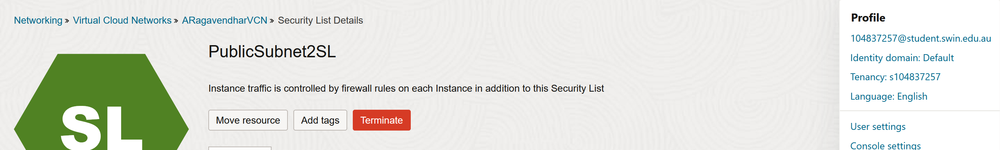 Networking » Virtual Cloud Networks » ARagavendharVCN » Security List Details
PublicSubnet2SL
Instance traffic is controlled by firewall rules on each Instance in addition to this Security List
Move resource Add tags Terminate
SL
Profile
104837257@student.swin.edu.au
Identity domain: Default
Tenancy: s104837257
Language: English
User settings
Console settings